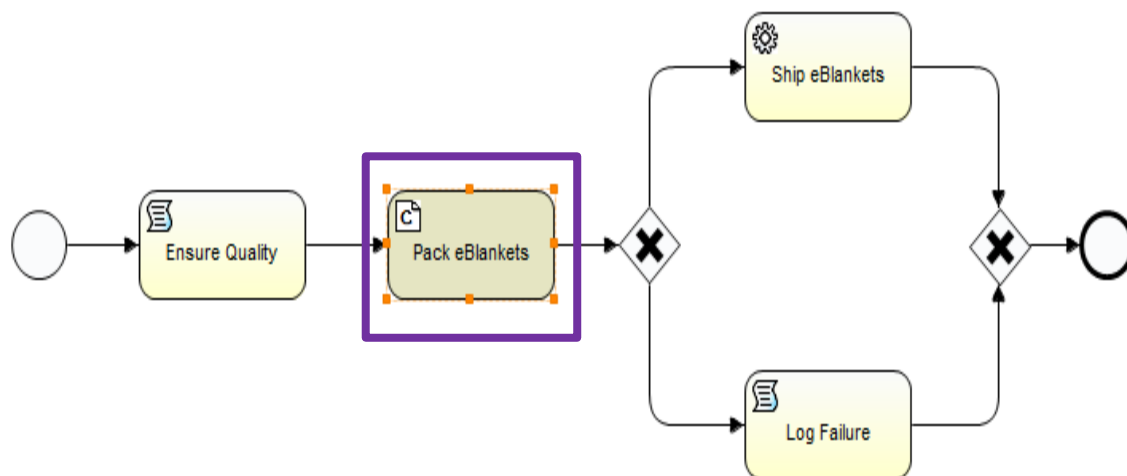 Ship eBlankets
Ensure Quality
C
Pack eBlankets
Log Failure